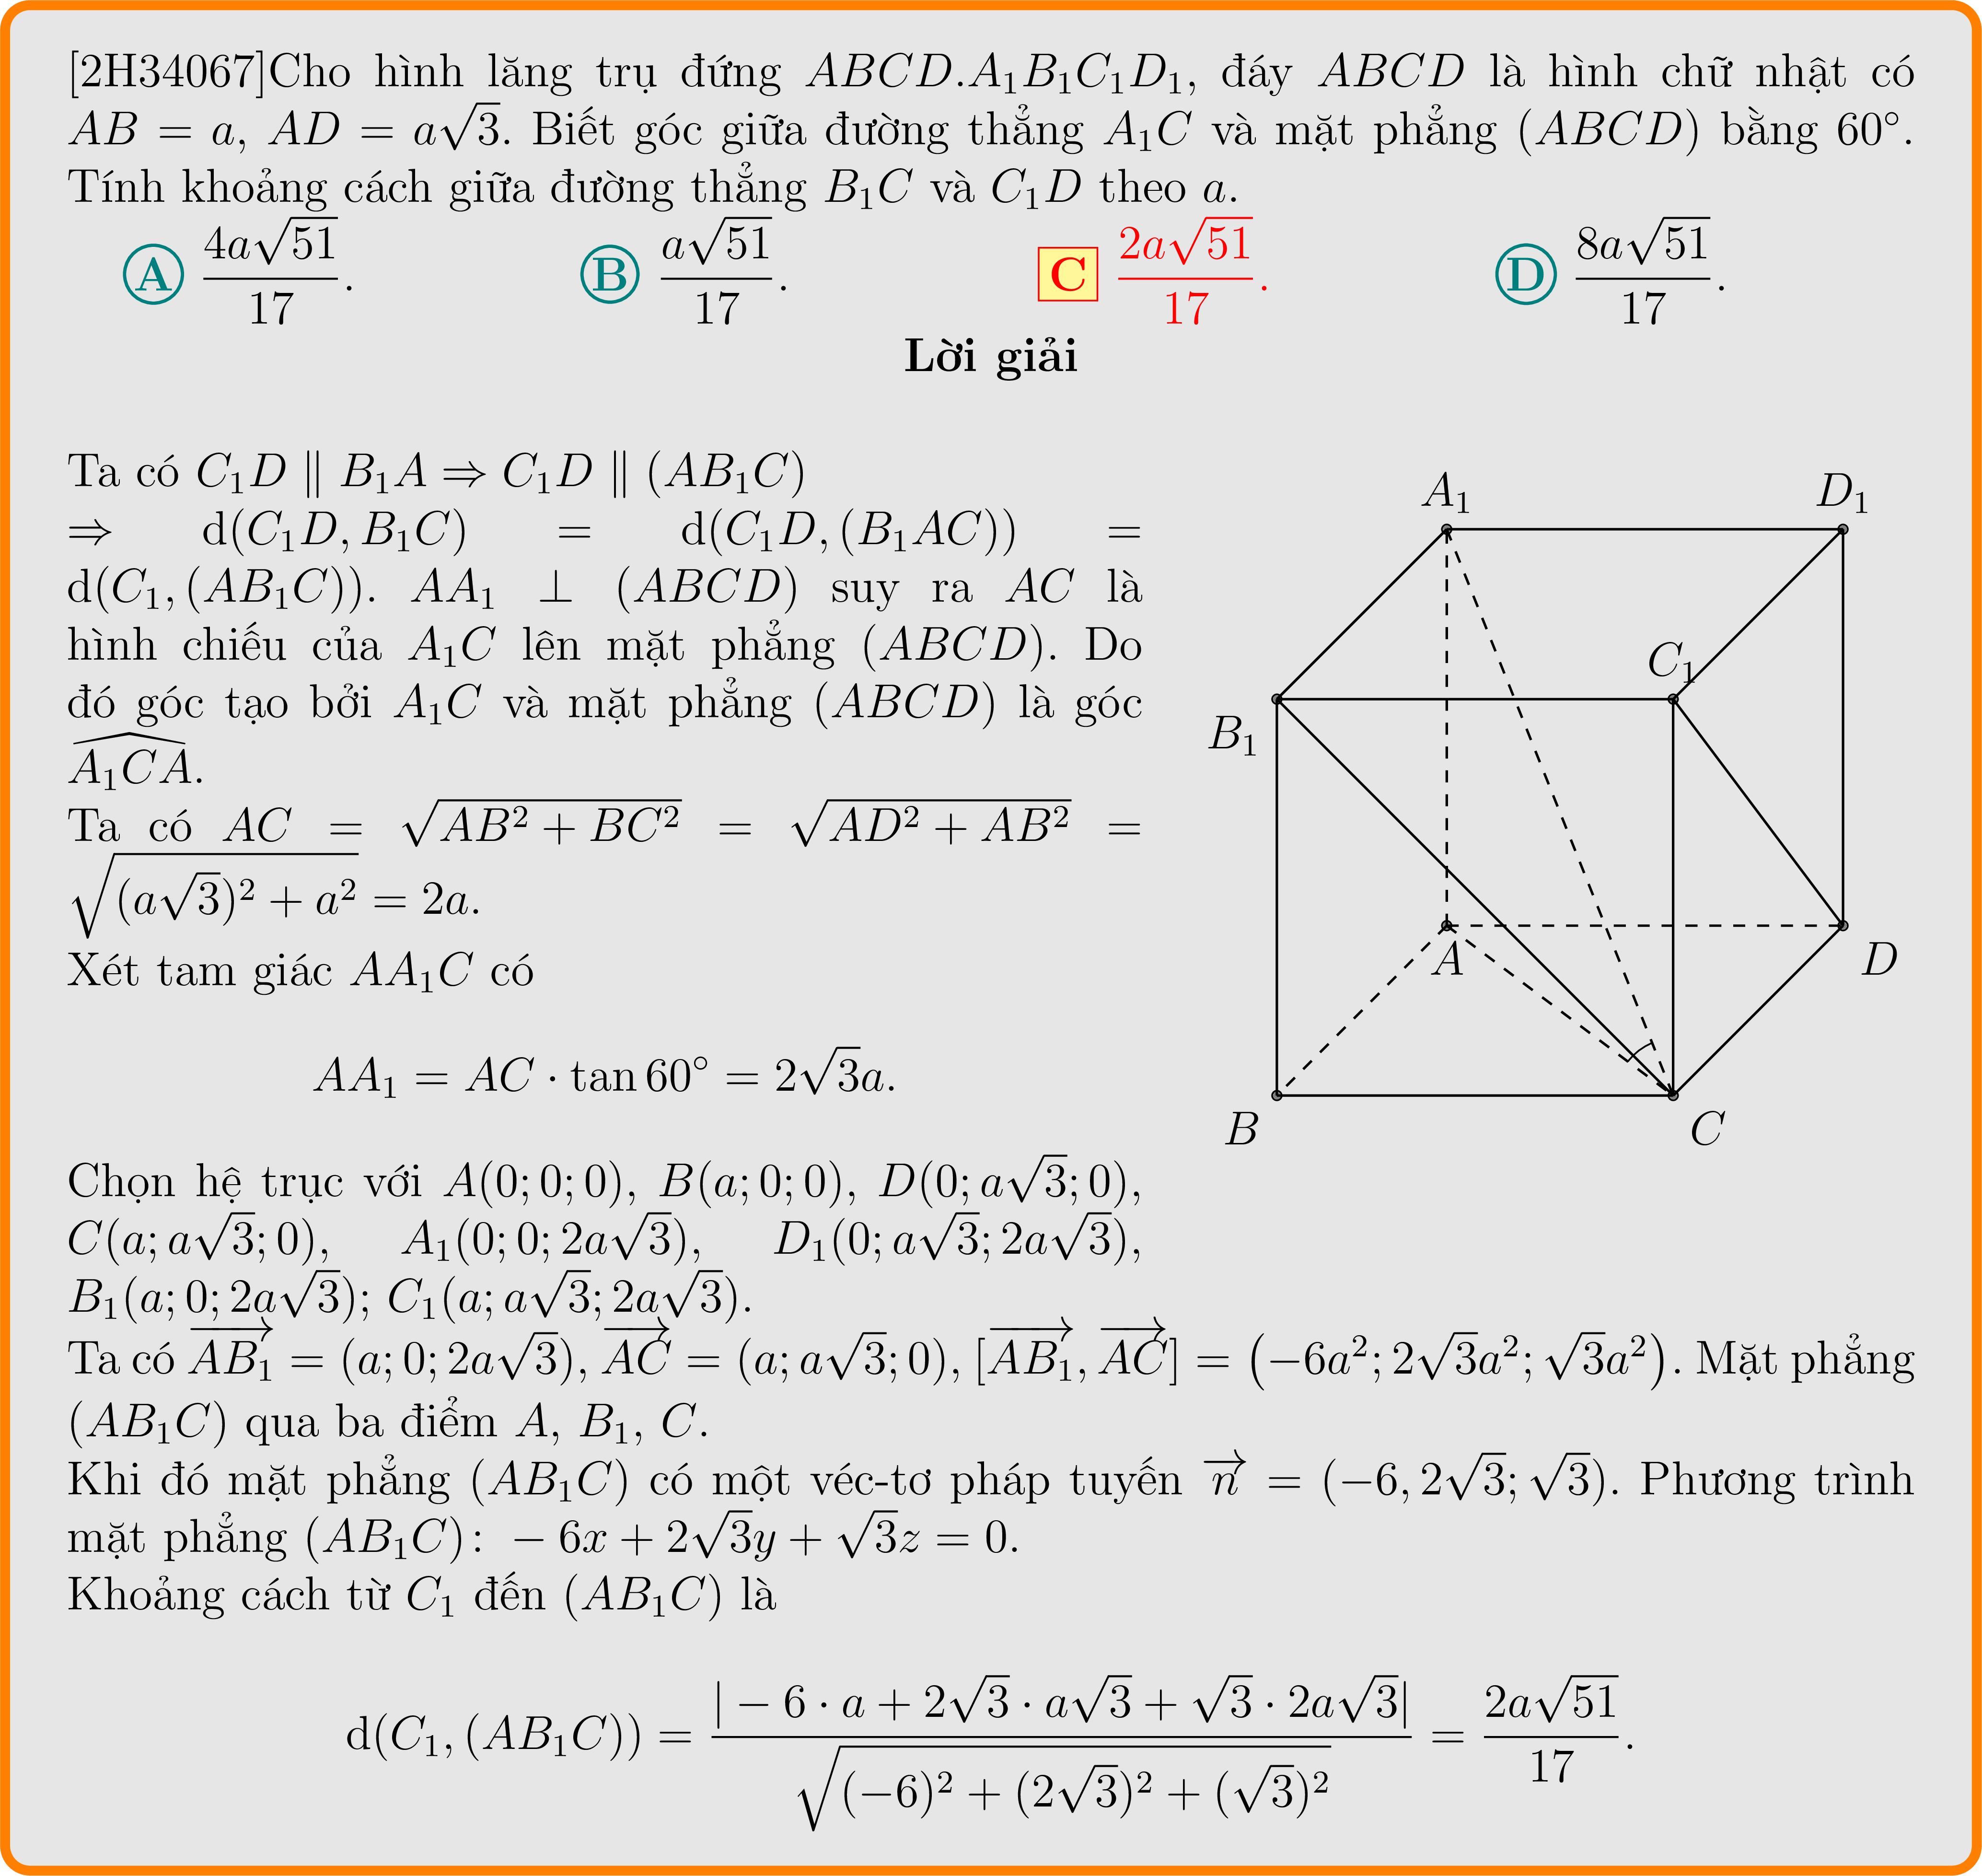 [2H34067]Cho hình lăng trụ đứng $ABCD.A_1B_1C_1D_1$, đáy $ABCD$ là hình chữ nhật có
$AB = a$, $AD = a\sqrt{3}$. Biết góc giữa đường thẳng $A_1C$ và mặt phẳng $(ABCD)$ bằng $60^\circ$.
Tính khoảng cách giữa đường thẳng $B_1C$ và $C_1D$ theo $a$.
A $\dfrac{4a\sqrt{51}}{17}$. B $\dfrac{a\sqrt{51}}{17}$. C $\dfrac{2a\sqrt{51}}{17}$. D $\dfrac{8a\sqrt{51}}{17}$.
Lời giải
Ta có $C_1D \parallel B_1A \Rightarrow C_1D \parallel (AB_1C)$
$\Rightarrow \mathrm{d}(C_1D, B_1C) = \mathrm{d}(C_1D, (B_1AC)) =$
$\mathrm{d}(C_1, (AB_1C))$. $AA_1 \perp (ABCD)$ suy ra $AC$ là
hình chiếu của $A_1C$ lên mặt phẳng $(ABCD)$. Do
đó góc tạo bởi $A_1C$ và mặt phẳng $(ABCD)$ là góc
$\widehat{A_1CA}$.
Ta có $AC = \sqrt{AB^2 + BC^2} = \sqrt{AD^2 + AB^2} =$
$\sqrt{(a\sqrt{3})^2 + a^2} = 2a$.
Xét tam giác $AA_1C$ có
$AA_1 = AC \cdot \tan 60^\circ = 2\sqrt{3}a.$
Chọn hệ trục với $A(0; 0; 0)$, $B(a; 0; 0)$, $D(0; a\sqrt{3}; 0)$,
$C(a; a\sqrt{3}; 0)$, $A_1(0; 0; 2a\sqrt{3})$, $D_1(0; a\sqrt{3}; 2a\sqrt{3})$,
$B_1(a; 0; 2a\sqrt{3})$; $C_1(a; a\sqrt{3}; 2a\sqrt{3})$.
$A_1$
$D_1$
$C_1$
$B_1$
$A$
$D$
$B$
$C$
Ta có $\overrightarrow{AB_1} = (a; 0; 2a\sqrt{3})$, $\overrightarrow{AC} = (a; a\sqrt{3}; 0)$, $[\overrightarrow{AB_1}, \overrightarrow{AC}] = \left(-6a^2; 2\sqrt{3}a^2; \sqrt{3}a^2\right)$. Mặt phẳng
$(AB_1C)$ qua ba điểm $A$, $B_1$, $C$.
Khi đó mặt phẳng $(AB_1C)$ có một véc-tơ pháp tuyến $\overrightarrow{n} = (-6, 2\sqrt{3}; \sqrt{3})$. Phương trình
mặt phẳng $(AB_1C)$: $-6x + 2\sqrt{3}y + \sqrt{3}z = 0$.
Khoảng cách từ $C_1$ đến $(AB_1C)$ là
$\mathrm{d}(C_1, (AB_1C)) = \dfrac{|-6 \cdot a + 2\sqrt{3} \cdot a\sqrt{3} + \sqrt{3} \cdot 2a\sqrt{3}|}{\sqrt{(-6)^2 + (2\sqrt{3})^2 + (\sqrt{3})^2}} = \dfrac{2a\sqrt{51}}{17}.$